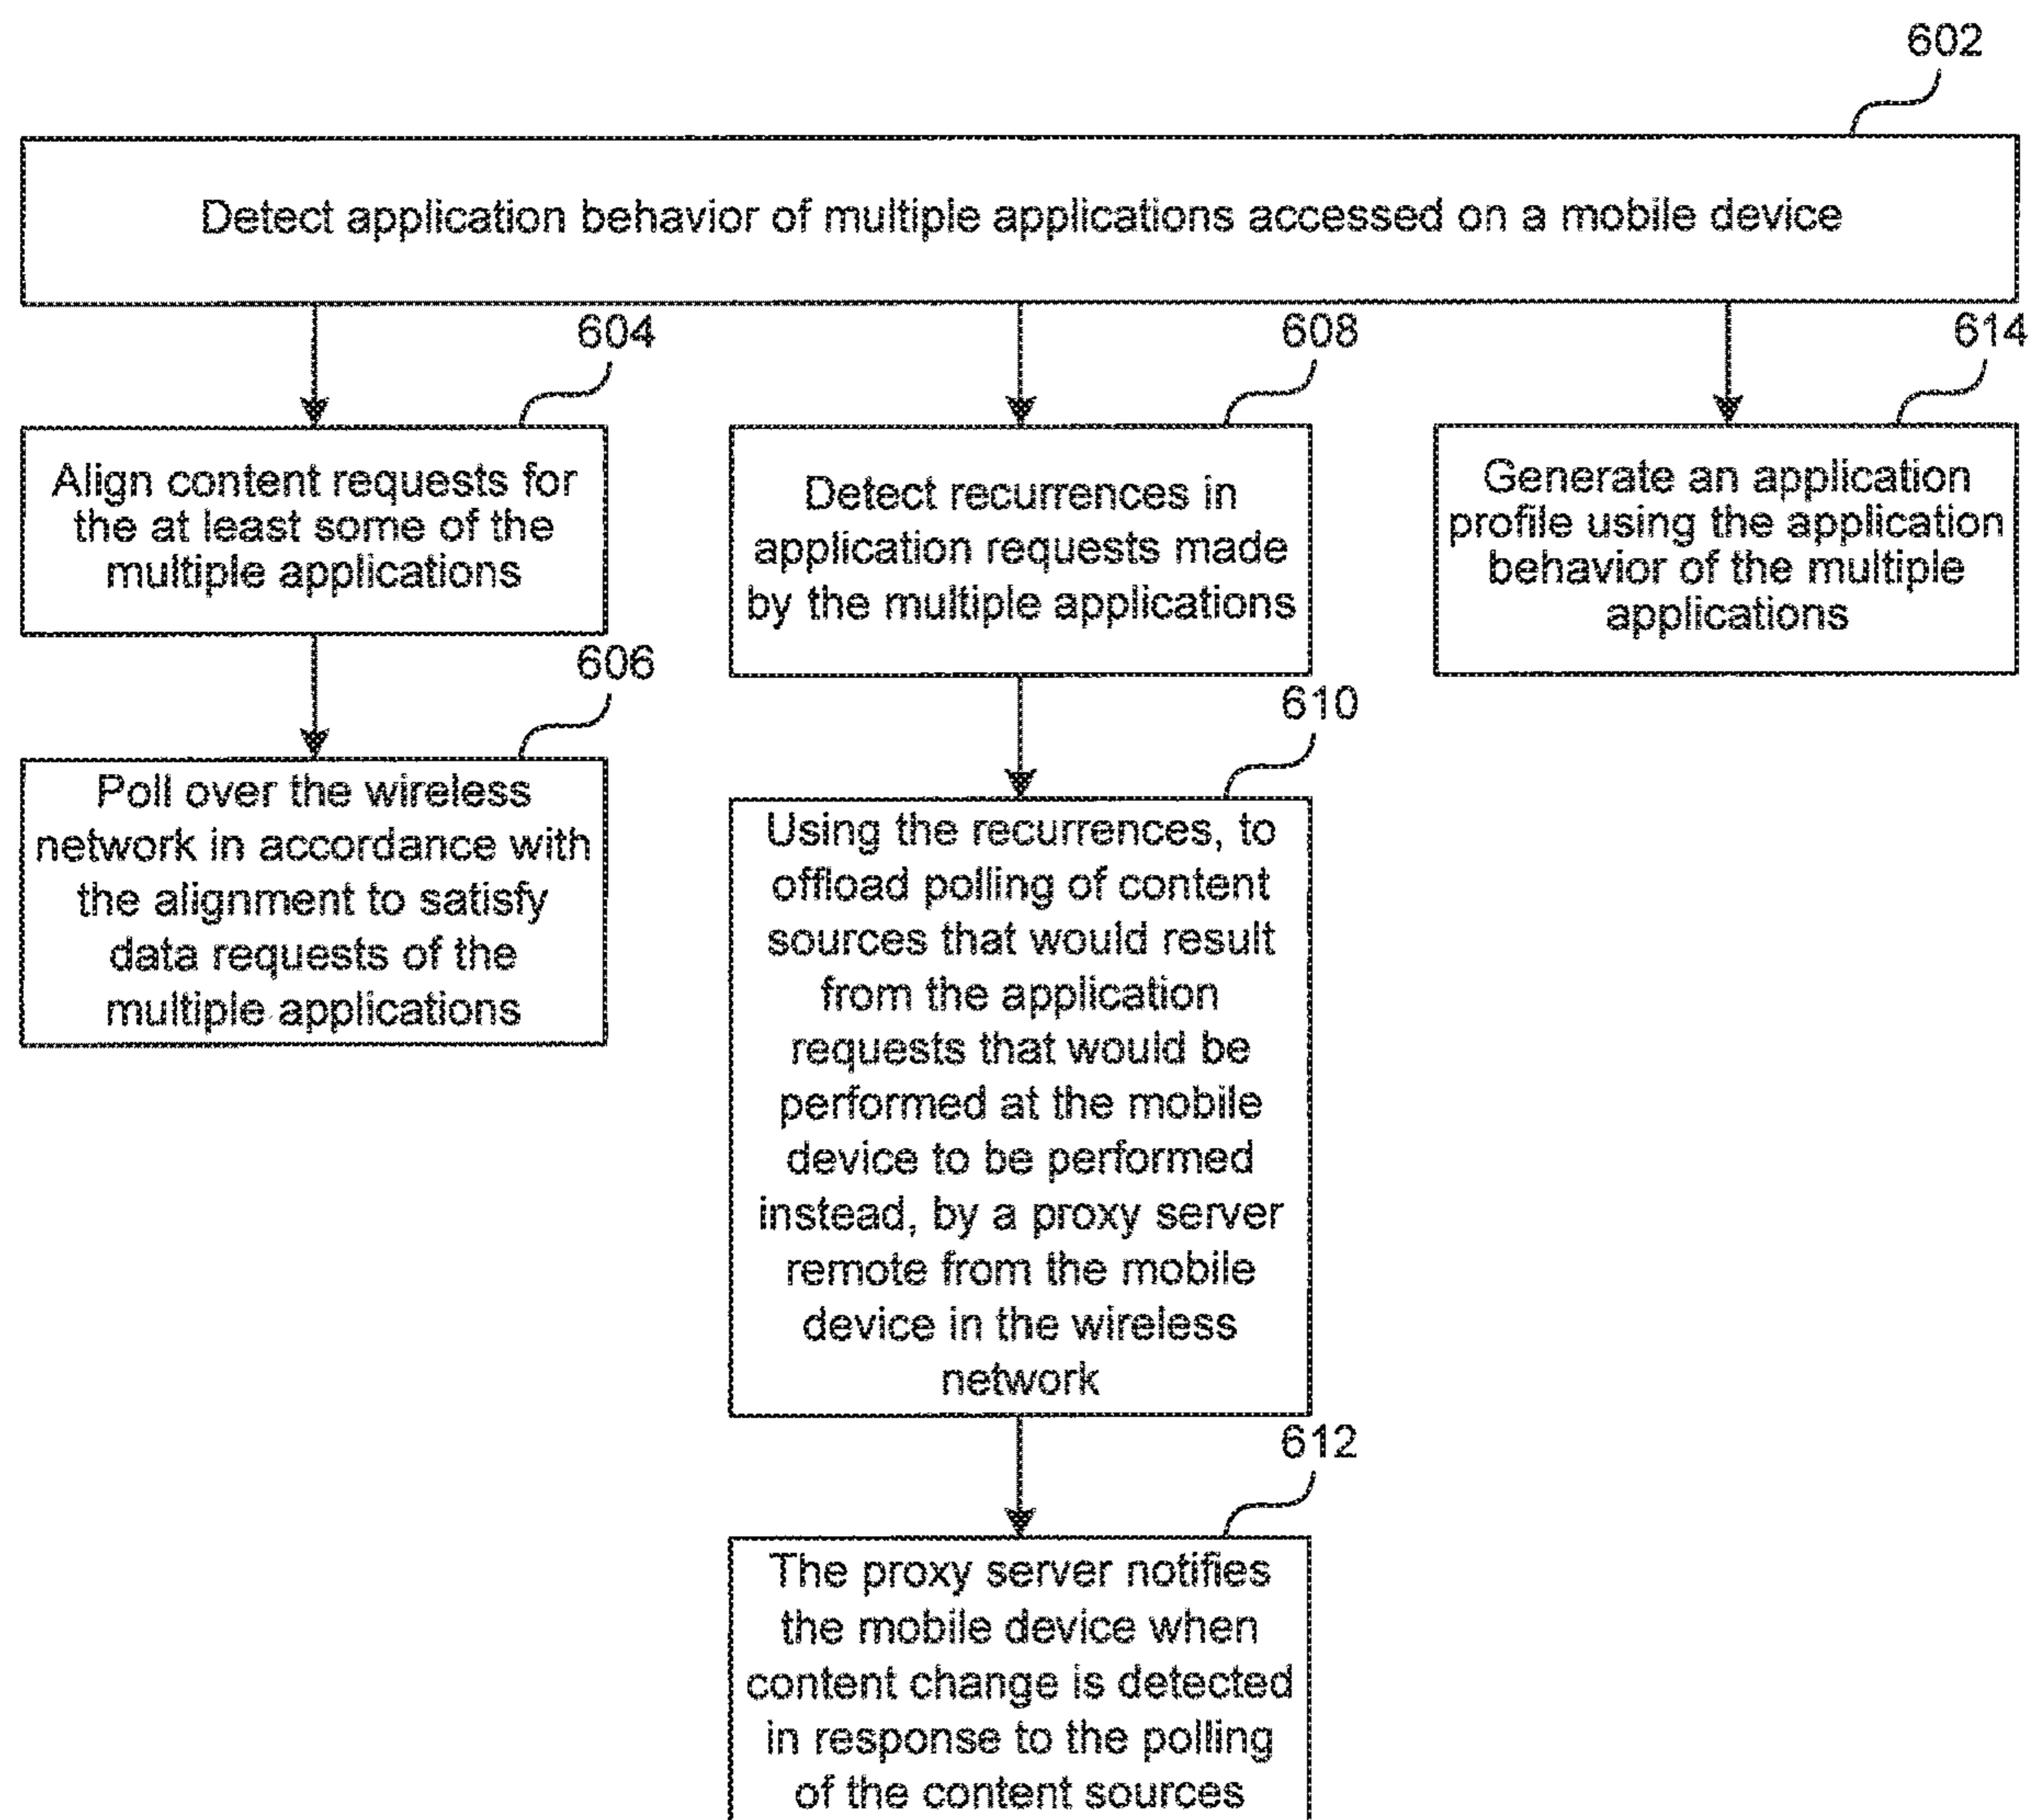 602
Detect application behavior of multiple applications accessed on a mobile device
604
Align content requests for
the at least some of the
multiple applications
606
Poll over the wireless
network in accordance with
the alignment to satisfy
data requests of the
multiple applications
608
Detect recurrences in
application requests made
by the multiple applications
610
Using the recurrences, to
offload polling of content
sources that would result
from the application
requests that would be
performed at the mobile
device to be performed
instead, by a proxy server
remote from the mobile
device in the wireless
network
612
The proxy server notifies
the mobile device when
content change is detected
in response to the polling
of the content sources
614
Generate an application
profile using the application
behavior of the multiple
applications